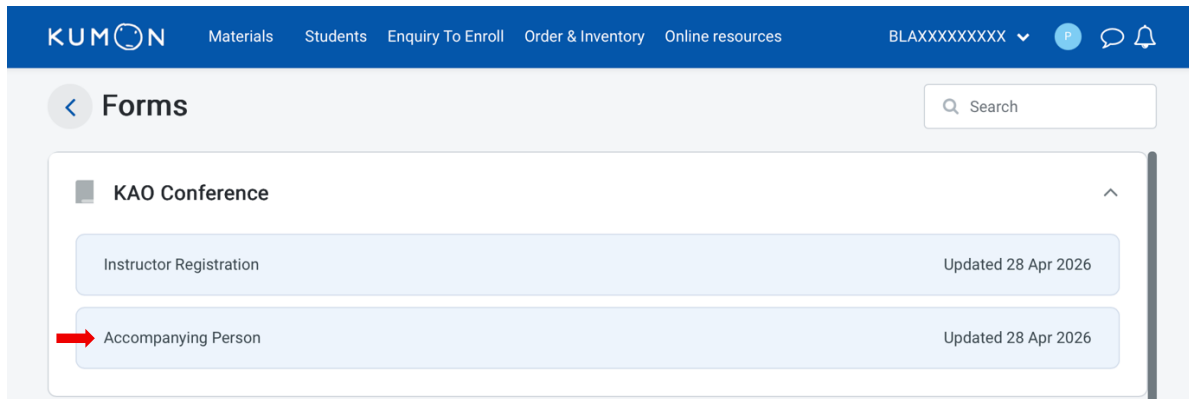 KUMON Materials Students Enquiry To Enroll Order & Inventory Online resources BLAXXXXXXXXX P
Forms Search
KAO Conference
Instructor Registration Updated 28 Apr 2026
Accompanying Person Updated 28 Apr 2026